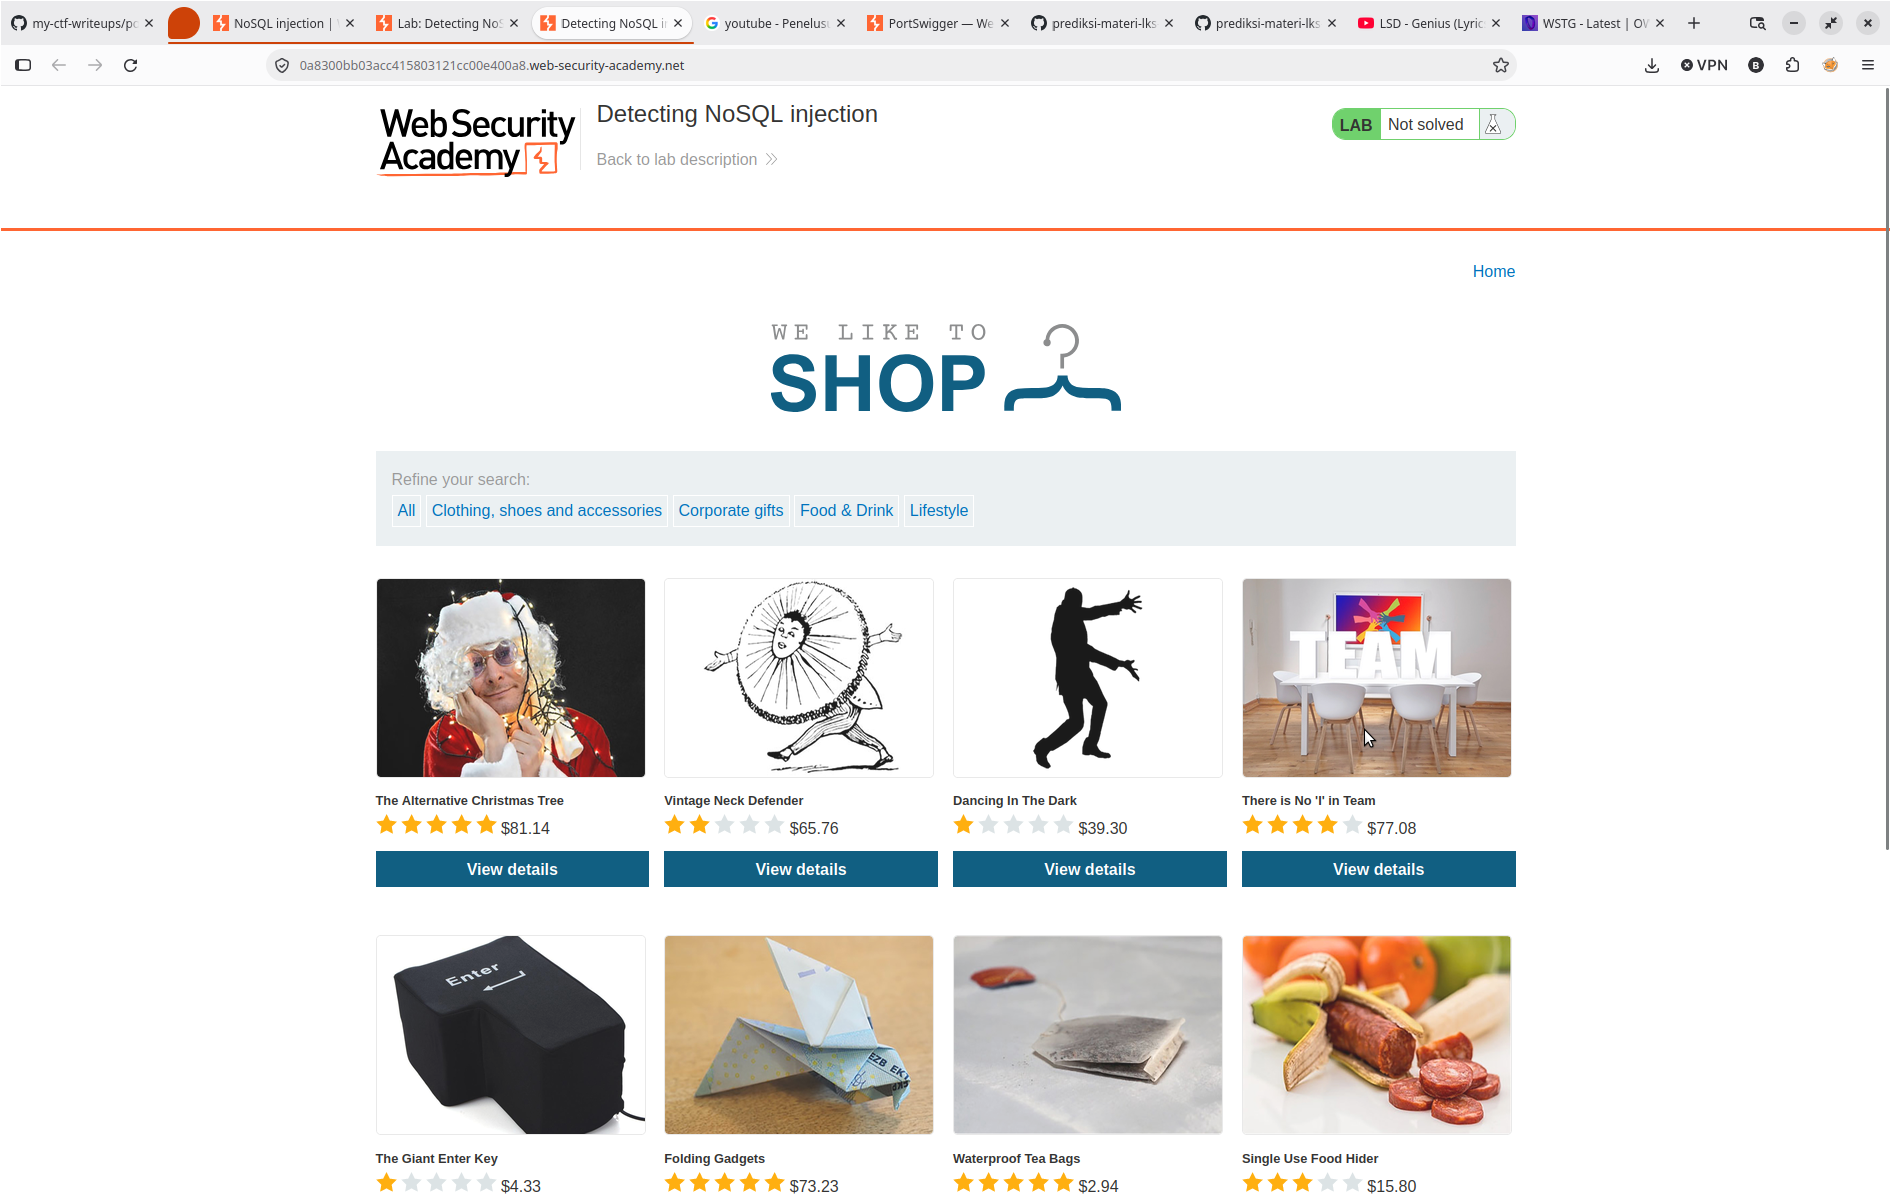 my-ctf-writeups/pc
NoSQL injection |
Lab: Detecting NoS
Detecting NoSQL in
youtube - Penelusu
PortSwigger — We
prediksi-materi-lks
prediksi-materi-lks
LSD - Genius (Lyric
WSTG - Latest | OV
0a8300bb03acc415803121cc00e400a8.web-security-academy.net
VPN
B
Web Security
Academy
Detecting NoSQL injection
Back to lab description
LAB Not solved
Home
WE LIKE TO
SHOP
Refine your search:
All Clothing, shoes and accessories Corporate gifts Food & Drink Lifestyle
TEAM
The Alternative Christmas Tree
$81.14
View details
Vintage Neck Defender
$65.76
View details
Dancing In The Dark
$39.30
View details
There is No 'I' in Team
$77.08
View details
Enter
EZB EK
The Giant Enter Key
$4.33
Folding Gadgets
$73.23
Waterproof Tea Bags
$2.94
Single Use Food Hider
$15.80